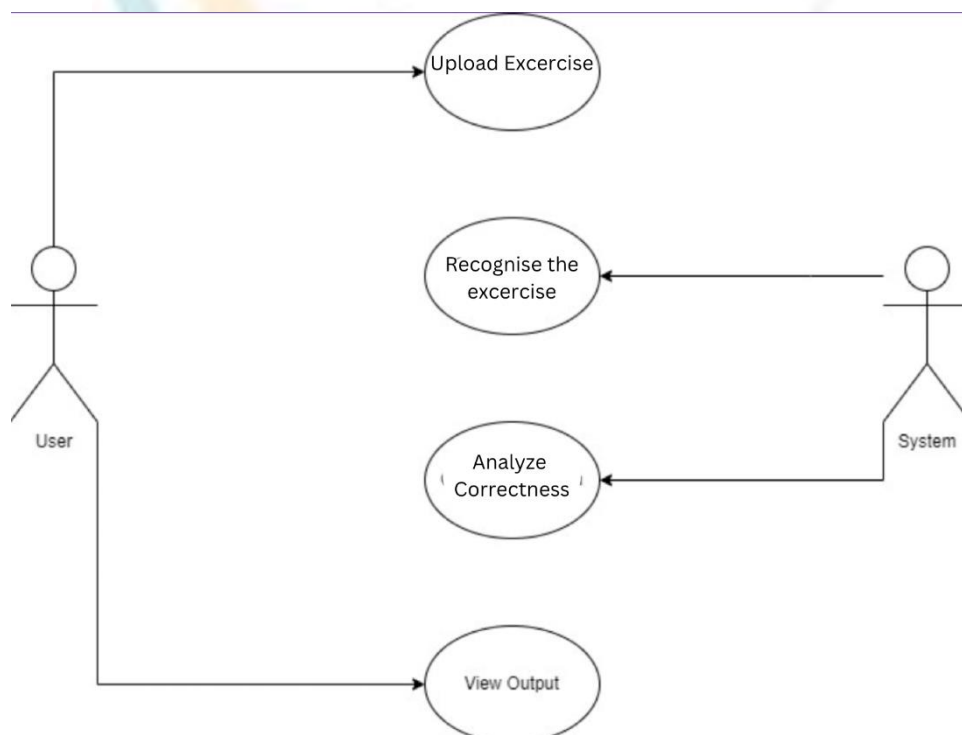 Upload Excercise
Recognise the
excercise
User
System
Analyze
Correctness
View Output